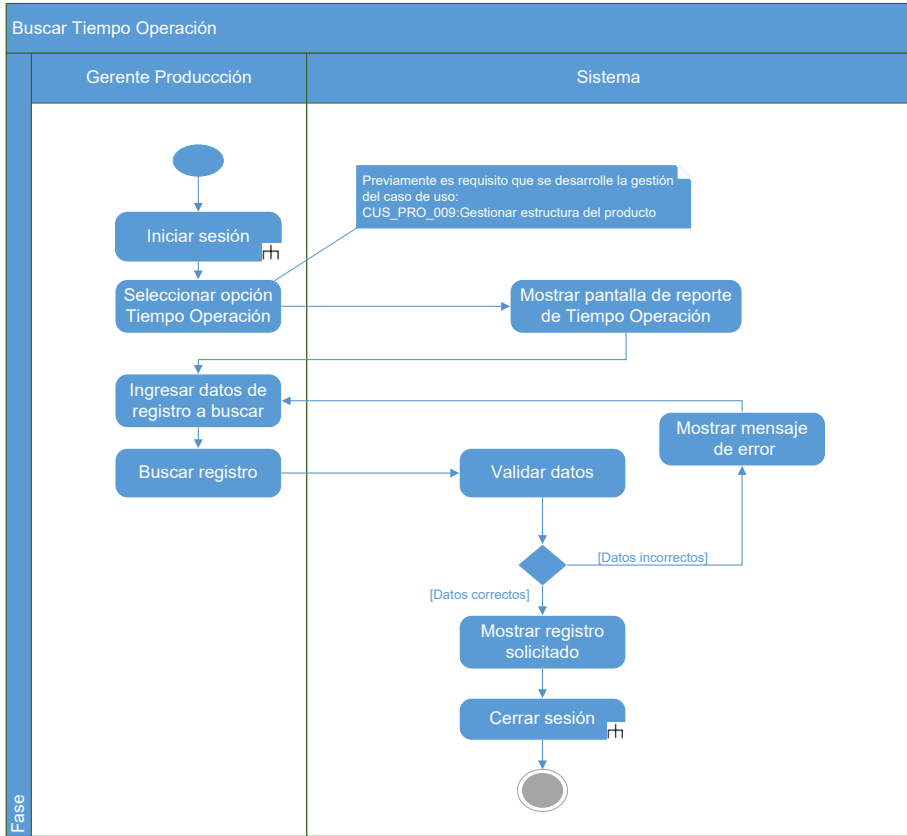 Buscar Tiempo Operación
Gerente Produccción
Sistema
Previamente es requisito que se desarrolle la gestión
del caso de uso:
CUS_PRO_009:Gestionar estructura del producto
Iniciar sesión
Seleccionar opción
Tiempo Operación
Mostrar pantalla de reporte
de Tiempo Operación
Ingresar datos de
registro a buscar
Mostrar mensaje
de error
Buscar registro
Validar datos
[Datos incorrectos]
[Datos correctos]
Mostrar registro
solicitado
Cerrar sesión
Fase